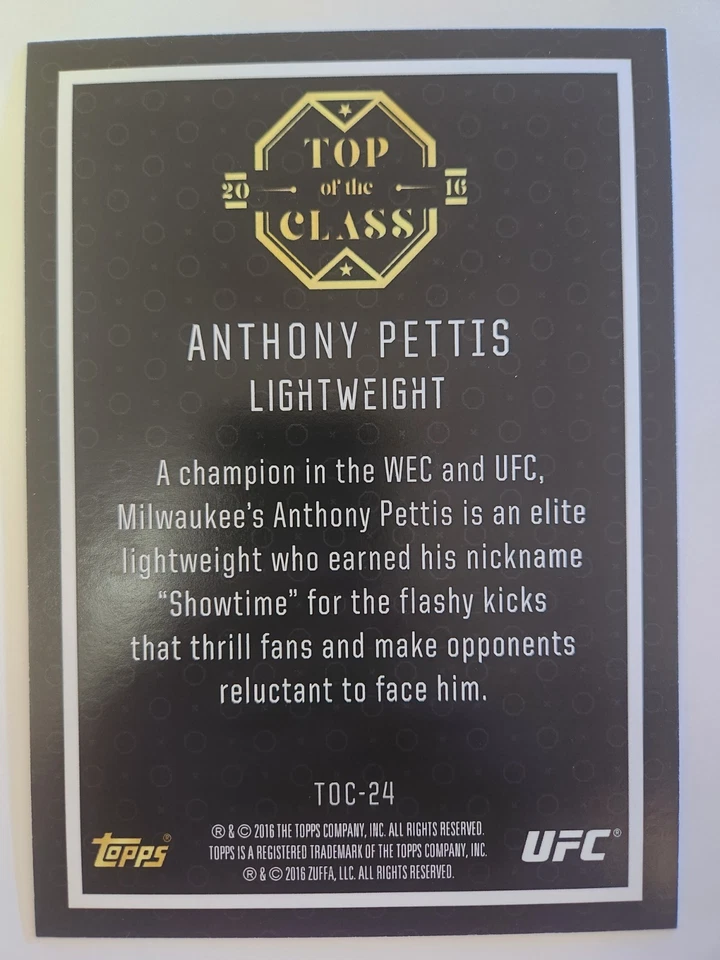 TOP
20 of the 16
CLASS
ANTHONY PETTIS
LIGHTWEIGHT
A champion in the WEC and UFC,
Milwaukee's Anthony Pettis is an elite
lightweight who earned his nickname
"Showtime" for the flashy kicks
that thrill fans and make opponents
reluctant to face him.
TOC-24
® & © 2016 THE TOPPS COMPANY, INC. ALL RIGHTS RESERVED.
TOPPS IS A REGISTERED TRADEMARK OF THE TOPPS COMPANY, INC.
® & © 2016 ZUFFA, LLC. ALL RIGHTS RESERVED.
Topps®
UFC®